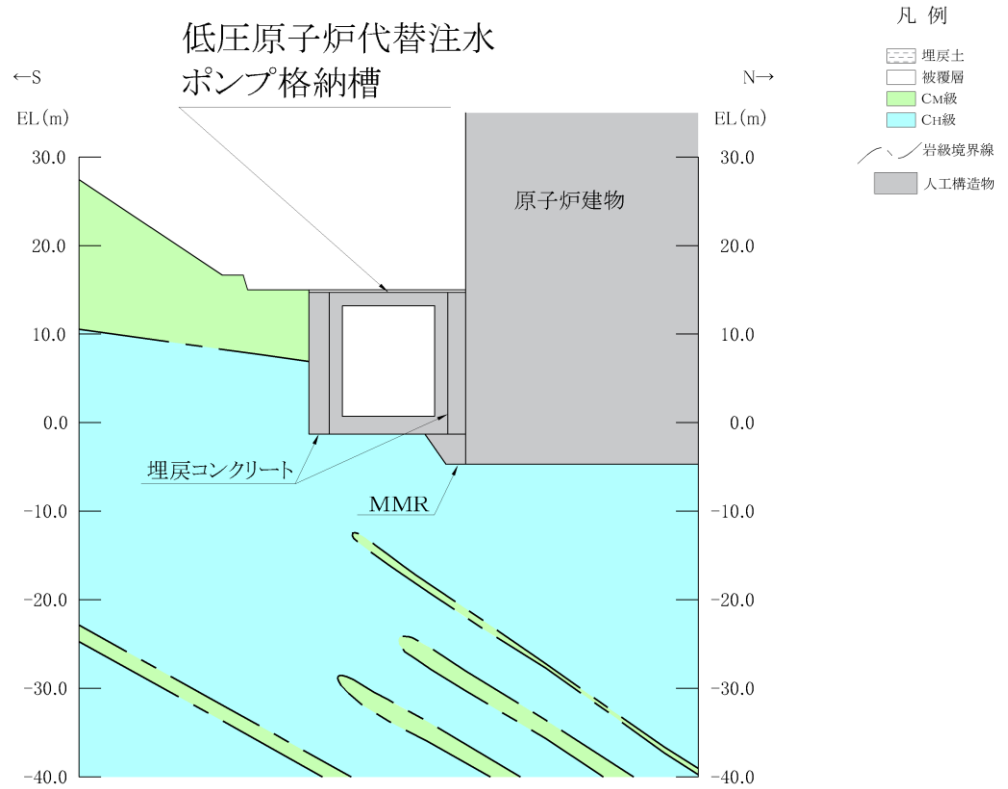 低圧原子炉代替注水
ポンプ格納槽
凡 例
埋戻土
被覆層
CM級
CH級
岩級境界線
人工構造物
←S
N→
EL(m)
EL(m)
30.0
30.0
原子炉建物
20.0
20.0
10.0
10.0
0.0
0.0
埋戻コンクリート
MMR
-10.0
-10.0
-20.0
-20.0
-30.0
-30.0
-40.0
-40.0